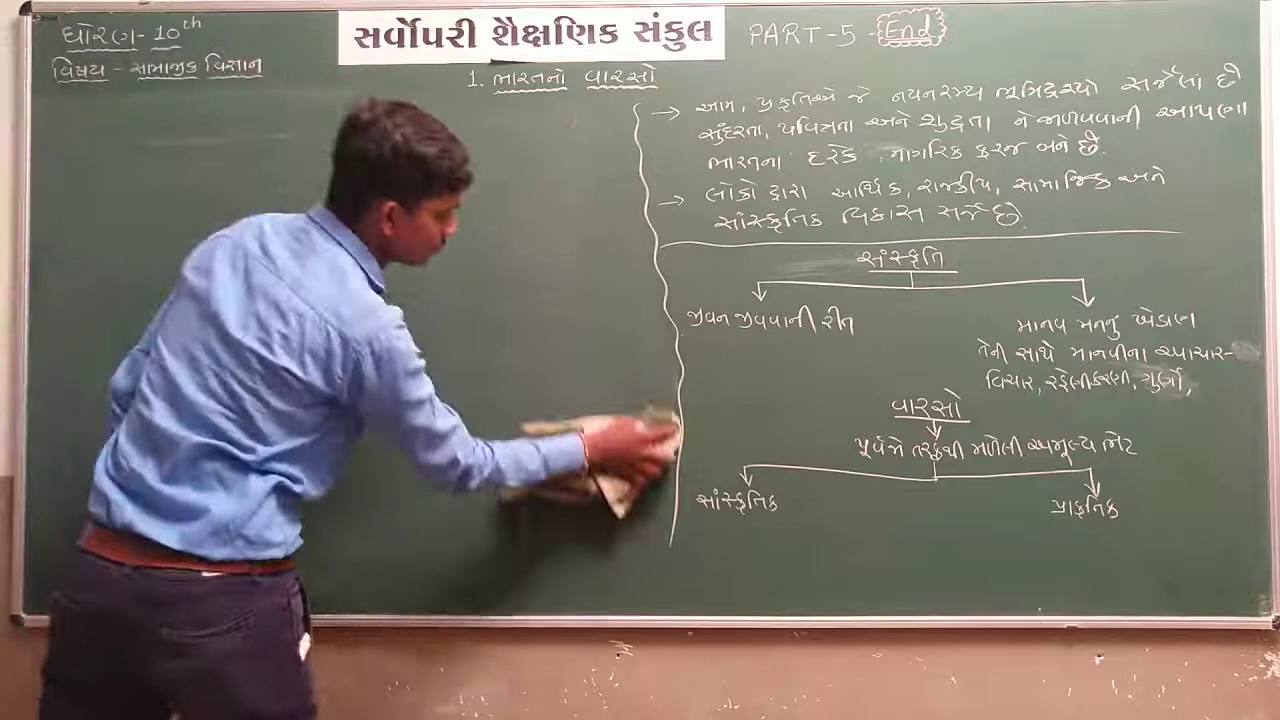 ધોરણ- 10th
સર્વોપરી શૈક્ષણિક સંકુલ
PART-5 - End
વિષય - સામાજીક વિજ્ઞાન
1. ભારતનો વારસો
→ આમ, પ્રકૃતિએ જે નયનરમ્ય ભૂમિદ્રશ્યો સર્જેલાં છે
સુંદરતા, પવિત્રતા અને શુદ્ધતા ને જાળવવાની આપણા
ભારતના દરેક નાગરિક ફરજ બને છે.
→ લોકો દ્વારા આર્થિક, રાજકીય, સામાજિક અને
સાંસ્કૃતિક વિકાસ સર્જે છે.
સંસ્કૃતિ
જીવન જીવવાની રીત
માનવ મનનું ખેડાણ
તેની સાથે માનવીના આચાર-
વિચાર, રહેણીકરણી, ગુણો,
વારસો
પૂર્વજો તરફથી મળેલી અમૂલ્ય ભેટ
સાંસ્કૃતિક
પ્રાકૃતિક